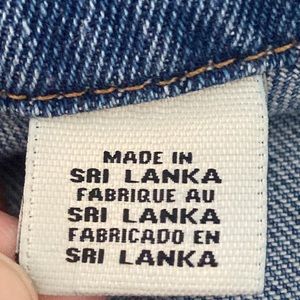 MADE IN
SRI LANKA
FABRIQUE AU
SRI LANKA
FABRICADO EN
SRI LANKA